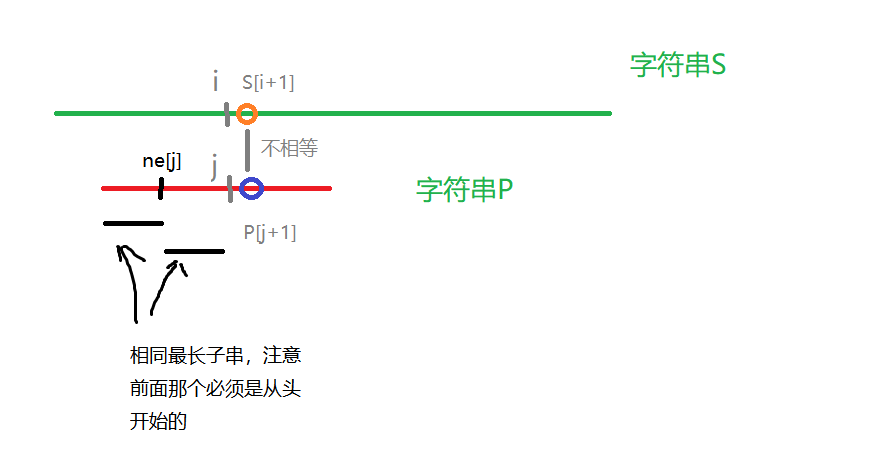 字符串S
i
S[i+1]
不相等
ne[j]
j
字符串P
P[j+1]
相同最长子串，注意
前面那个必须是从头
开始的